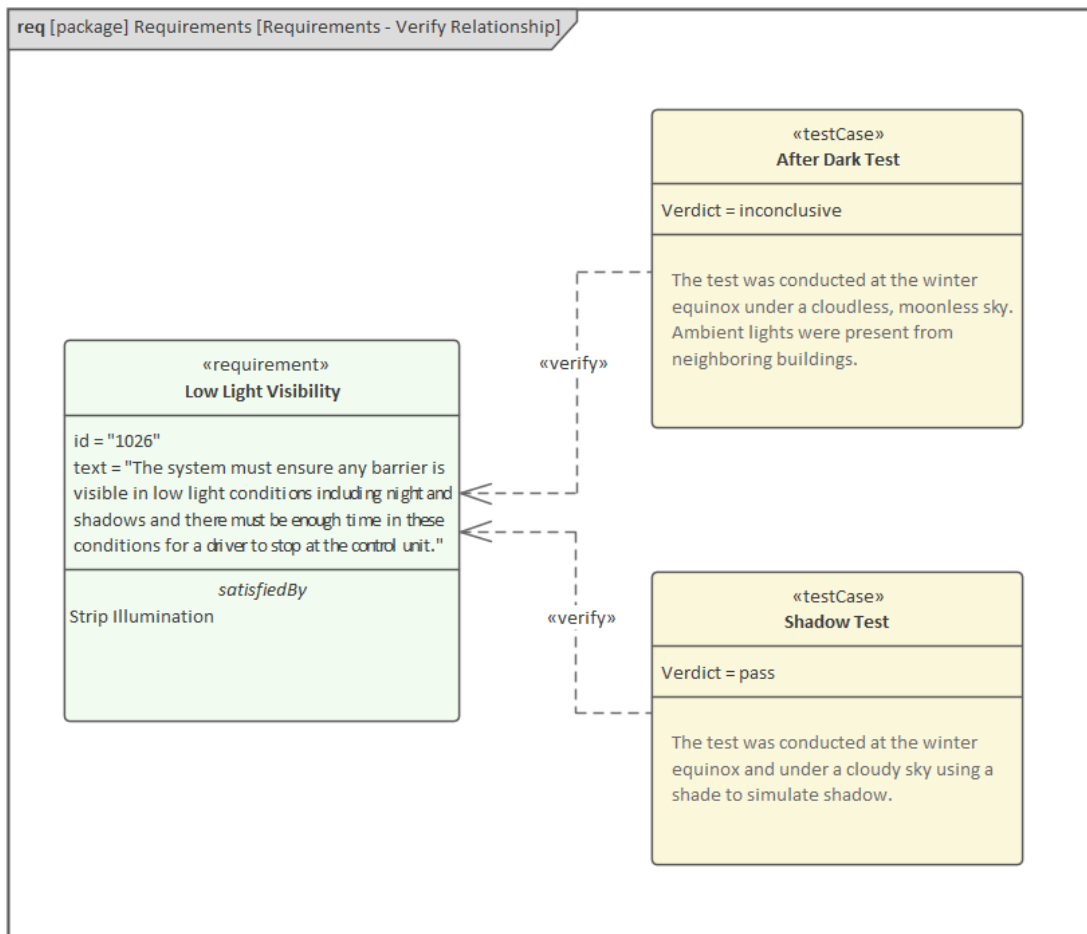 req [package] Requirements [Requirements - Verify Relationship]
«testCase»
After Dark Test
Verdict = inconclusive
The test was conducted at the winter
equinox under a cloudless, moonless sky.
Ambient lights were present from
neighboring buildings.
«verify»
«requirement»
Low Light Visibility
id = "1026"
text = "The system must ensure any barrier is
visible in low light conditions including night and
shadows and there must be enough time in these
conditions for a driver to stop at the control unit."
satisfiedBy
Strip Illumination
«verify»
«testCase»
Shadow Test
Verdict = pass
The test was conducted at the winter
equinox and under a cloudy sky using a
shade to simulate shadow.